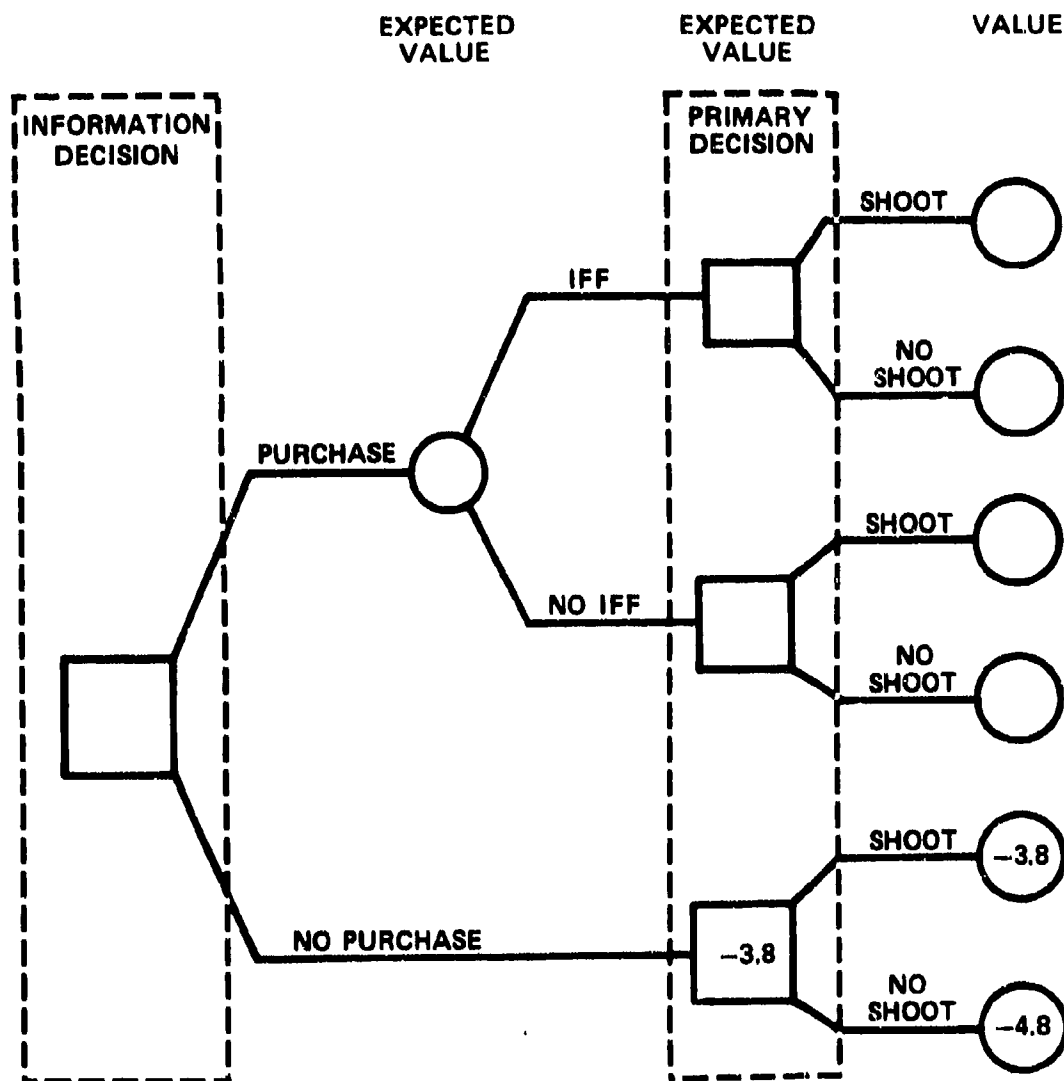 EXPECTED
VALUE
EXPECTED
VALUE
VALUE
INFORMATION
DECISION
PRIMARY
DECISION
SHOOT
IFF
NO
SHOOT
PURCHASE
SHOOT
NO IFF
NO
SHOOT
SHOOT
−3.8
NO PURCHASE
−3.8
NO
SHOOT
−4.8